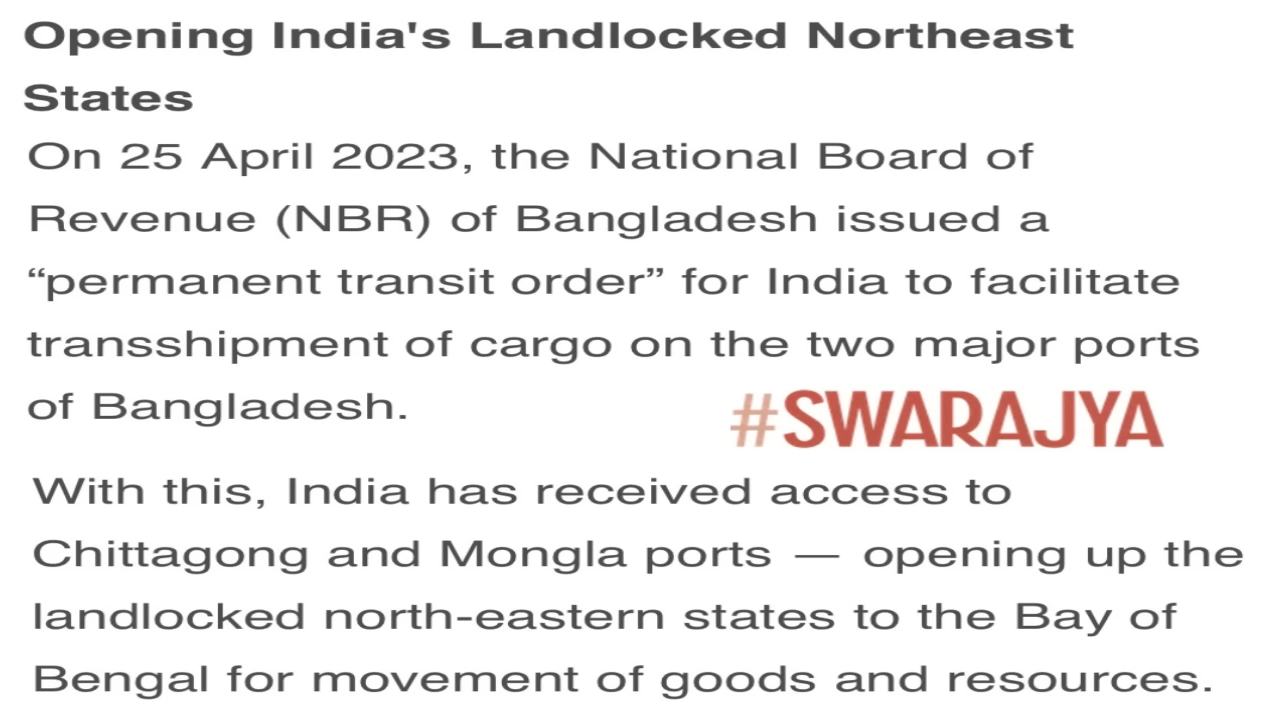 Opening India's Landlocked Northeast
States
On 25 April 2023, the National Board of
Revenue (NBR) of Bangladesh issued a
“permanent transit order” for India to facilitate
transshipment of cargo on the two major ports
of Bangladesh.
#SWARAJYA
With this, India has received access to
Chittagong and Mongla ports — opening up the
landlocked north-eastern states to the Bay of
Bengal for movement of goods and resources.